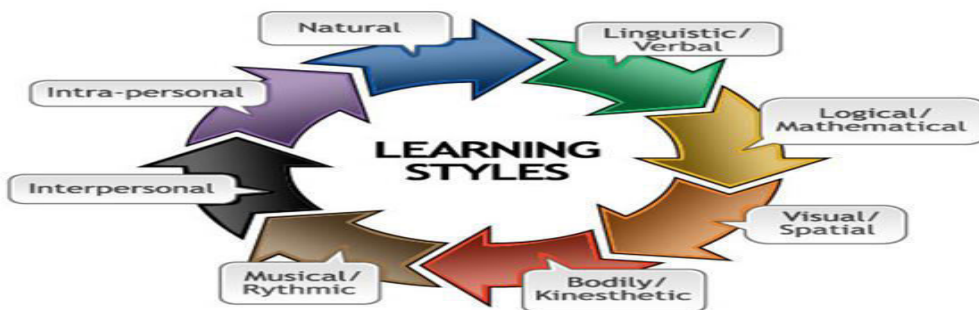 Natural
Linguistic/
Verbal
Intra-personal
Logical/
Mathematical
LEARNING
STYLES
Interpersonal
Visual/
Spatial
Musical/
Rythmic
Bodily/
Kinesthetic